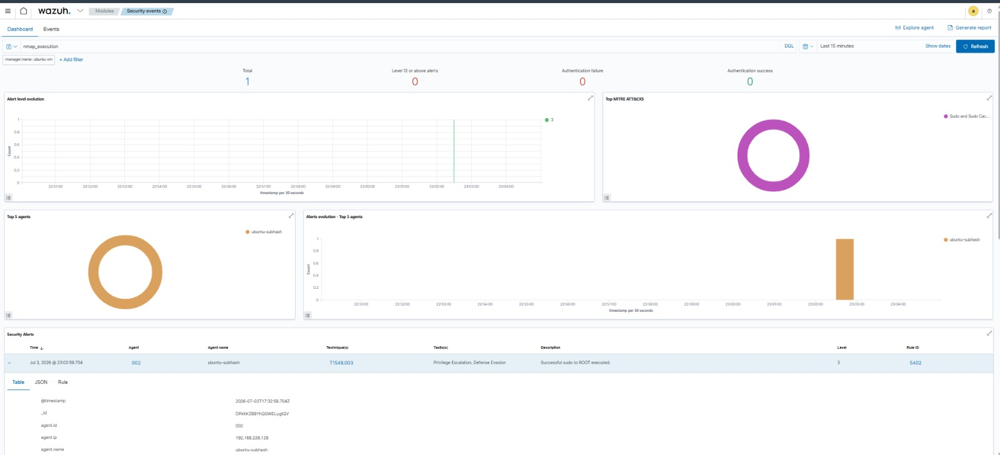 wazuh. Modules Security events a
Dashboard Events Explore agent Generate report
nmap_execution DQL Last 15 minutes Show dates Refresh
manager.name: ubuntu-vm + Add filter
Total Level 12 or above alerts Authentication failure Authentication success
1 0 0 0
Alert level evolution
1
0.8
0.6
0.4
0.2
0
Count
22:51:00 22:52:00 22:53:00 22:54:00 22:55:00 22:56:00 22:57:00 22:58:00 22:59:00 23:00:00 23:01:00 23:02:00 23:03:00 23:04:00
timestamp per 30 seconds
3
Top MITRE ATT&CKS
Sudo and Sudo Cac...
Top 5 agents
ubuntu-subhash
Alerts evolution - Top 5 agents
1
0.8
0.6
0.4
0.2
0
Count
22:51:00 22:52:00 22:53:00 22:54:00 22:55:00 22:56:00 22:57:00 22:58:00 22:59:00 23:00:00 23:01:00 23:02:00 23:03:00 23:04:00
timestamp per 30 seconds
ubuntu-subhash
Security Alerts
Time Agent Agent name Technique(s) Tactic(s) Description Level Rule ID
Jul 3, 2026 @ 23:02:59.704 002 ubuntu-subhash T1548.003 Privilege Escalation, Defense Evasion Successful sudo to ROOT executed. 3 5402
Table JSON Rule
@timestamp 2026-07-03T17:32:59.704Z
_id
agent.id 002
agent.ip 192.168.226.128
agent.name ubuntu-subhash